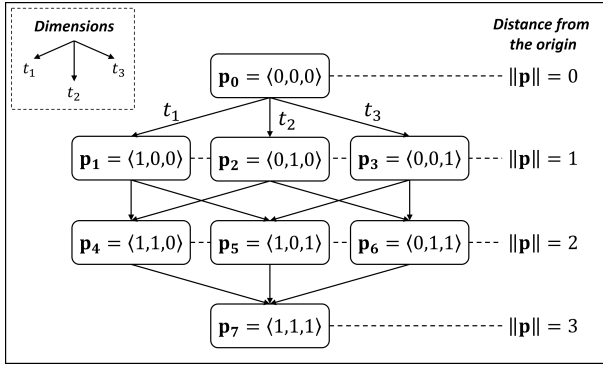 Dimensions
t1
t2
t3
Distance from
the origin
p0 = ⟨0,0,0⟩
‖p‖ = 0
t1
t2
t3
p1 = ⟨1,0,0⟩
p2 = ⟨0,1,0⟩
p3 = ⟨0,0,1⟩
‖p‖ = 1
p4 = ⟨1,1,0⟩
p5 = ⟨1,0,1⟩
p6 = ⟨0,1,1⟩
‖p‖ = 2
p7 = ⟨1,1,1⟩
‖p‖ = 3